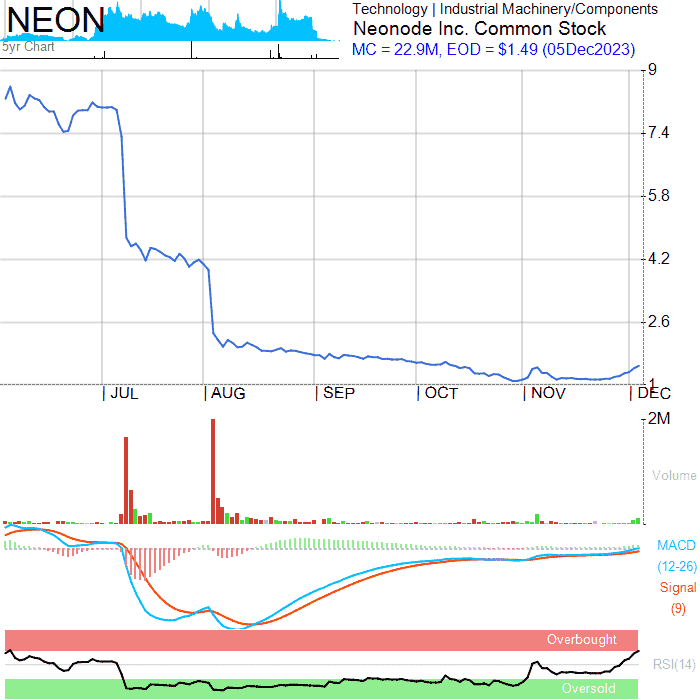 NEON
5yr Chart
Technology | Industrial Machinery/Components
Neonode Inc. Common Stock
MC = 22.9M, EOD = $1.49 (05Dec2023)
9
7.4
5.8
4.2
2.6
1
JUL AUG SEP OCT NOV DEC
2M
Volume
MACD
(12-26)
Signal
(9)
Overbought
RSI(14)
Oversold